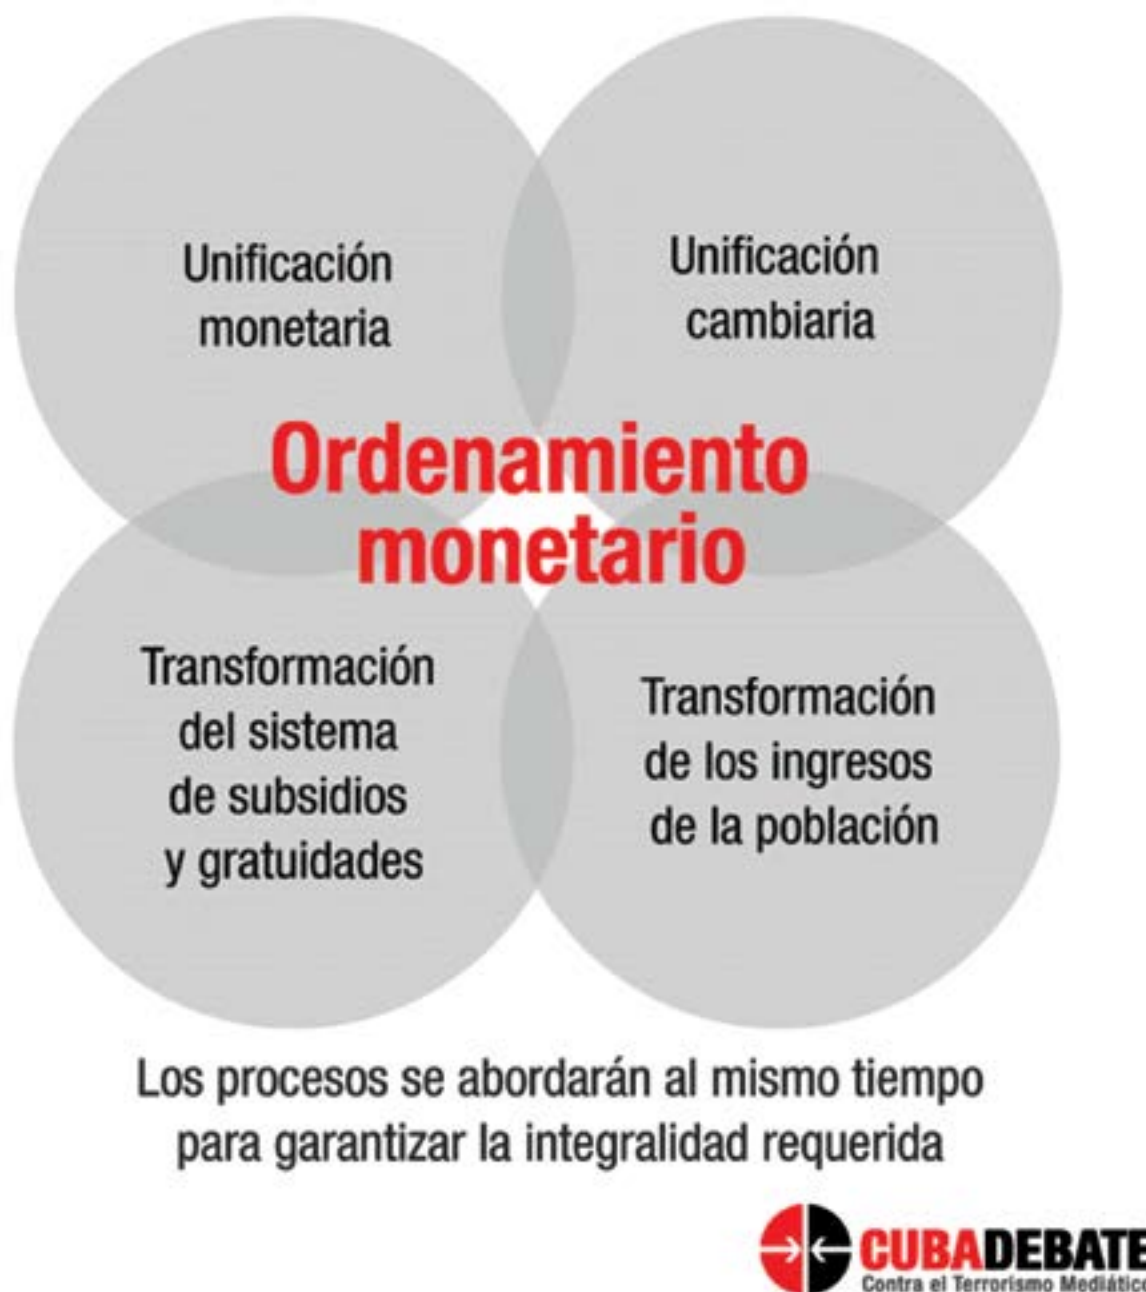 Unificación
monetaria
Unificación
cambiaria
Ordenamiento
monetario
Transformación
del sistema
de subsidios
y gratuidades
Transformación
de los ingresos
de la población
Los procesos se abordarán al mismo tiempo
para garantizar la integralidad requerida
CUBADEBATE
Contra el Terrorismo Mediático